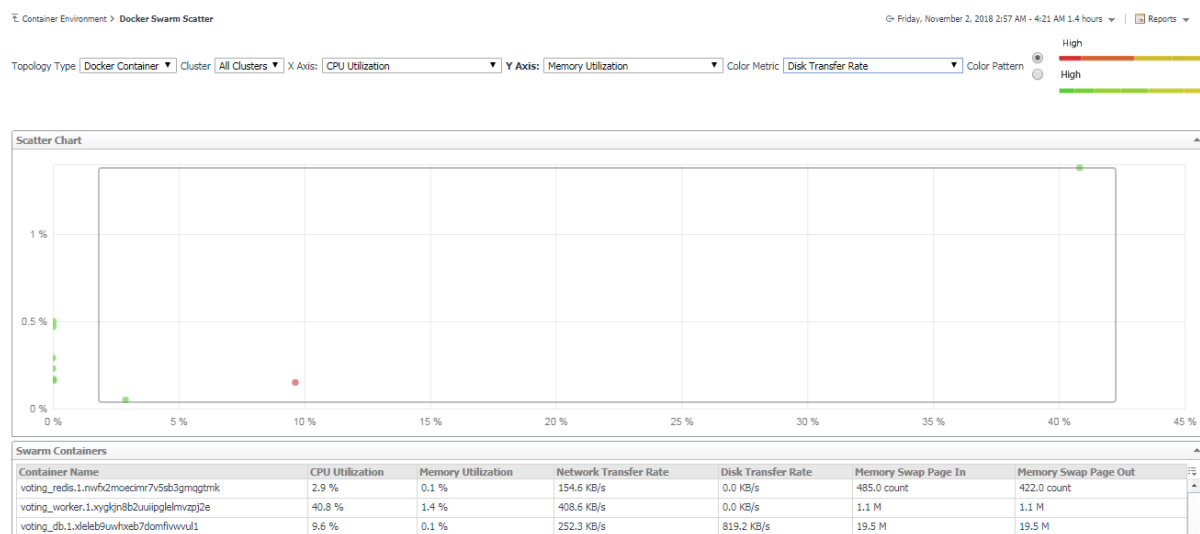 Container Environment > Docker Swarm Scatter
Friday, November 2, 2018 2:57 AM - 4:21 AM 1.4 hours
Reports
High
Topology Type Docker Container Cluster All Clusters X Axis: CPU Utilization Y Axis: Memory Utilization Color Metric Disk Transfer Rate Color Pattern
High
Scatter Chart
1 %
0.5 %
0 %
0 % 5 % 10 % 15 % 20 % 25 % 30 % 35 % 40 % 45 %
Swarm Containers
Container Name CPU Utilization Memory Utilization Network Transfer Rate Disk Transfer Rate Memory Swap Page In Memory Swap Page Out
voting_redis.1.nwfx2moecimr7v5sb3gmqgtmk 2.9 % 0.1 % 154.6 KB/s 0.0 KB/s 485.0 count 422.0 count
voting_worker.1.xygkjn8b2uuiipglelmvzpj2e 40.8 % 1.4 % 408.6 KB/s 0.0 KB/s 1.1 M 1.1 M
voting_db.1.xleleb9uwhxeb7domfivwvul1 9.6 % 0.1 % 252.3 KB/s 819.2 KB/s 19.5 M 19.5 M